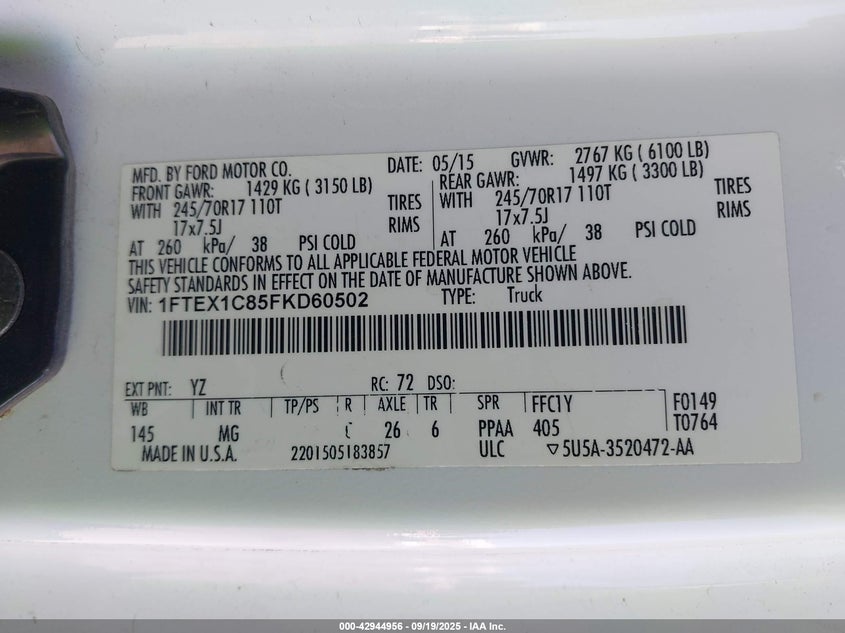 MFD. BY FORD MOTOR CO. DATE: 05/15 GVWR: 2767 KG ( 6100 LB)
FRONT GAWR: 1429 KG ( 3150 LB) REAR GAWR: 1497 KG ( 3300 LB)
WITH 245/70R17 110T TIRES WITH 245/70R17 110T TIRES
17x7.5J RIMS 17x7.5J RIMS
AT 260 kPa/ 38 PSI COLD AT 260 kPa/ 38 PSI COLD
THIS VEHICLE CONFORMS TO ALL APPLICABLE FEDERAL MOTOR VEHICLE
SAFETY STANDARDS IN EFFECT ON THE DATE OF MANUFACTURE SHOWN ABOVE.
VIN: 1FTEX1C85FKD60502 TYPE: Truck
EXT PNT: YZ RC: 72 DSO:
WB INT TR TP/PS R AXLE TR SPR FFC1Y F0149
145 MG 26 6 PPAA 405 T0764
MADE IN U.S.A. 2201505183857 ULC ▽5U5A-3520472-AA
000-42944956 - 09/19/2025 - IAA Inc.